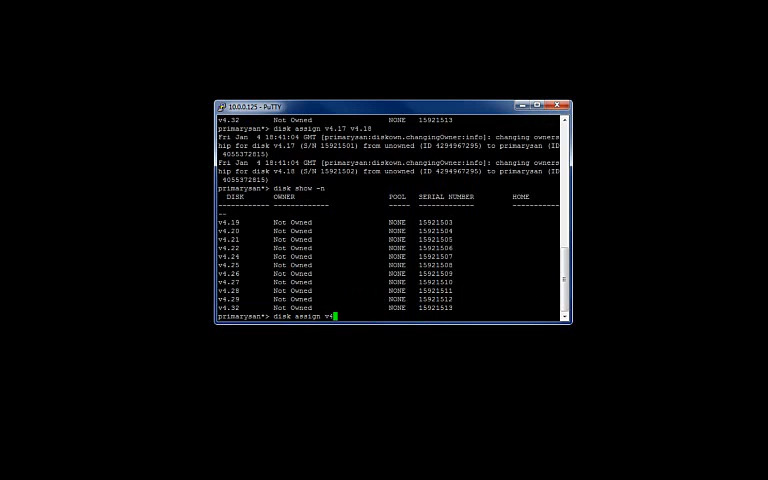 10.0.0.125 - PuTTY
v4.32 Not Owned NONE 15921513
primarysan*> disk assign v4.17 v4.18
Fri Jan 4 18:41:04 GMT [primarysan:diskown.changingOwner:info]: changing owners
hip for disk v4.17 (S/N 15921501) from unowned (ID 4294967295) to primarysan (ID
4055372815)
Fri Jan 4 18:41:04 GMT [primarysan:diskown.changingOwner:info]: changing owners
hip for disk v4.18 (S/N 15921502) from unowned (ID 4294967295) to primarysan (ID
4055372815)
primarysan*> disk show -n
DISK OWNER POOL SERIAL NUMBER HOME
------------ ------------- ----- ------------- -----------
--
v4.19 Not Owned NONE 15921503
v4.20 Not Owned NONE 15921504
v4.21 Not Owned NONE 15921505
v4.22 Not Owned NONE 15921506
v4.24 Not Owned NONE 15921507
v4.25 Not Owned NONE 15921508
v4.26 Not Owned NONE 15921509
v4.27 Not Owned NONE 15921510
v4.28 Not Owned NONE 15921511
v4.29 Not Owned NONE 15921512
v4.32 Not Owned NONE 15921513
primarysan*> disk assign v4